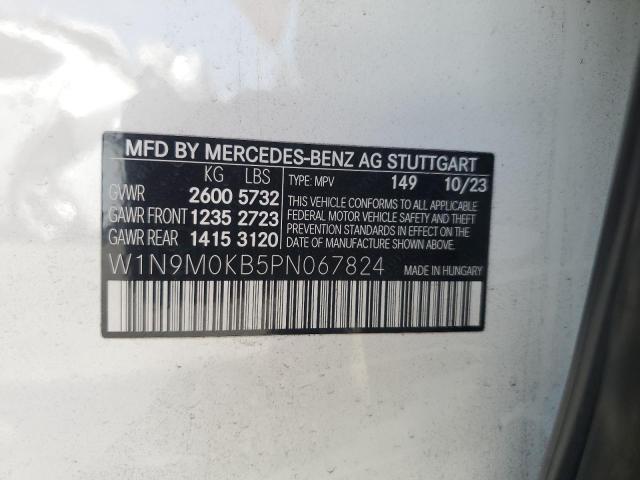 MFD BY MERCEDES-BENZ AG STUTTGART
KG LBS
GVWR 2600 5732
GAWR FRONT 1235 2723
GAWR REAR 1415 3120
TYPE: MPV 149 10/23
THIS VEHICLE CONFORMS TO ALL APPLICABLE
FEDERAL MOTOR VEHICLE SAFETY AND THEFT
PREVENTION STANDARDS IN EFFECT ON THE
DATE OF MANUFACTURE SHOWN ABOVE.
W1N9M0KB5PN067824
MADE IN HUNGARY